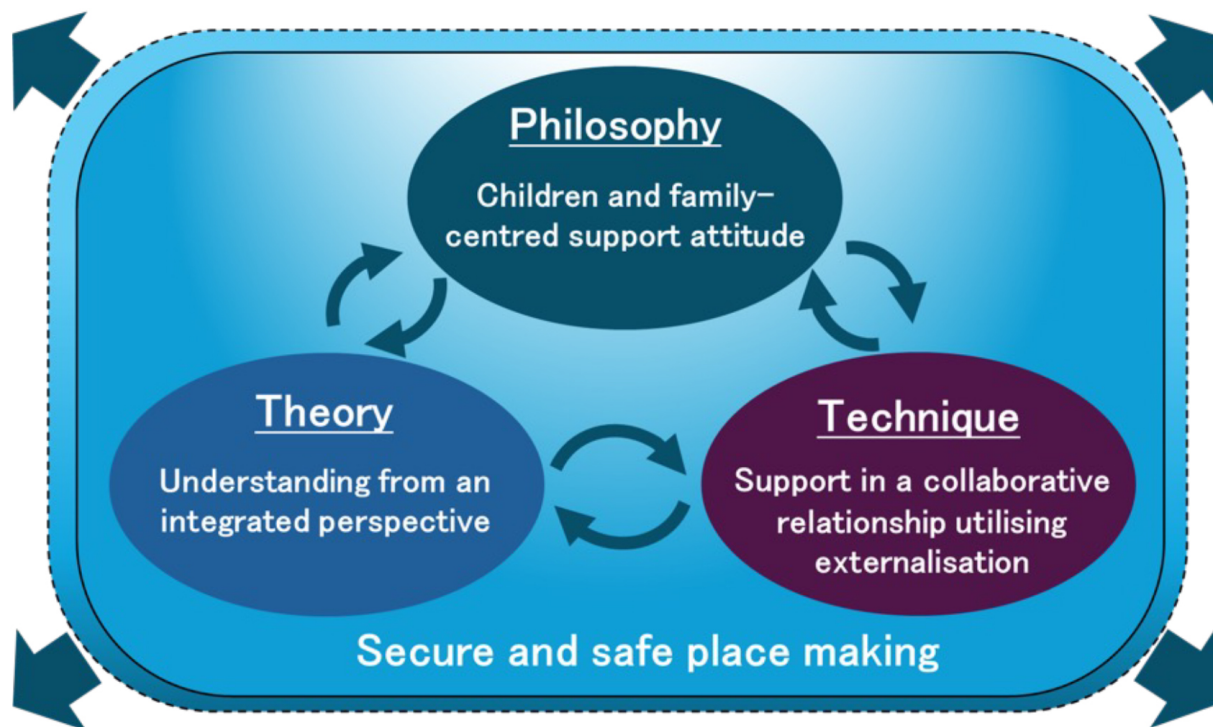 Philosophy
Children and family-
centred support attitude
Theory
Understanding from an
integrated perspective
Technique
Support in a collaborative
relationship utilising
externalisation
Secure and safe place making